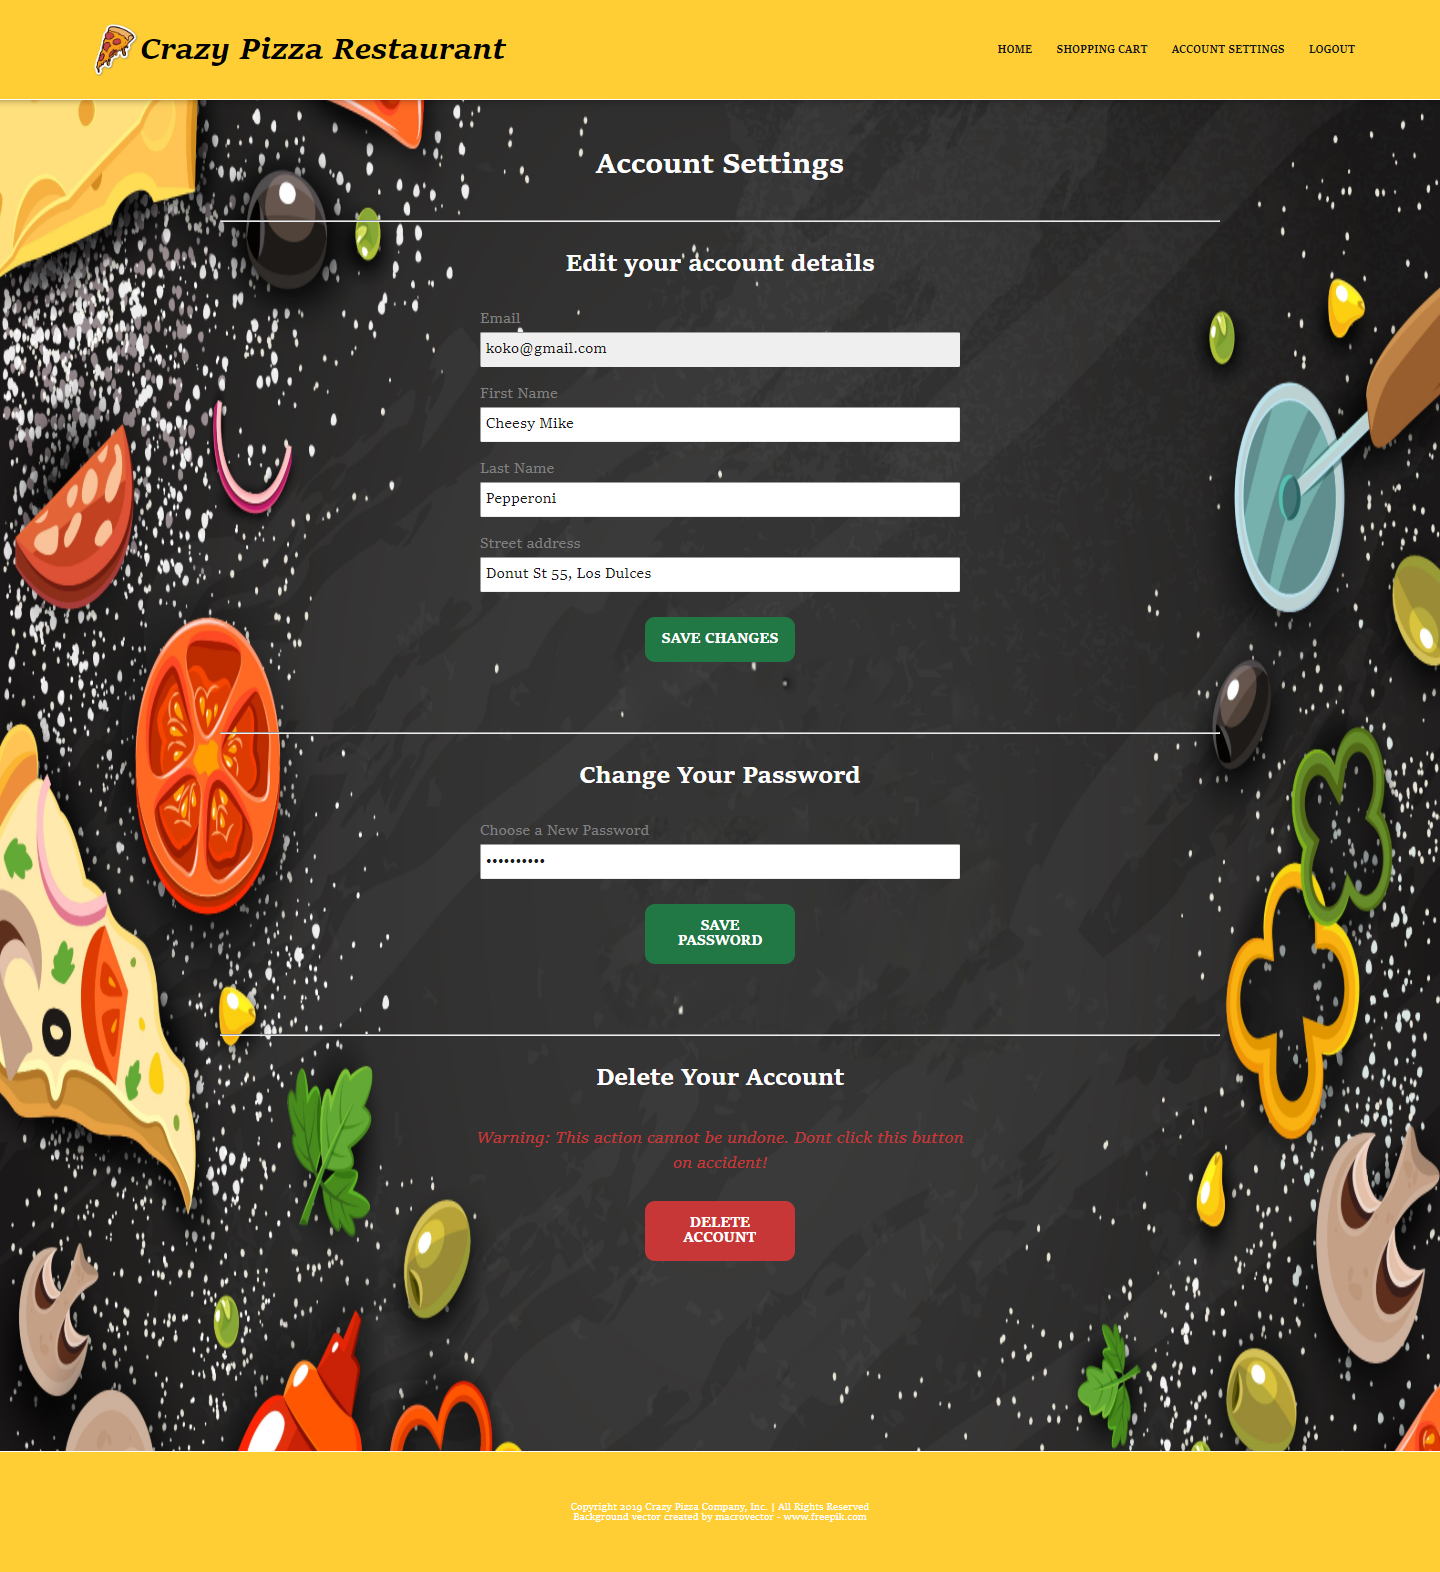 Crazy Pizza Restaurant
HOME SHOPPING CART ACCOUNT SETTINGS LOGOUT
Account Settings
Edit your account details
Email
koko@gmail.com
First Name
Cheesy Mike
Last Name
Pepperoni
Street address
Donut St 55, Los Dulces
SAVE CHANGES
Change Your Password
Choose a New Password
••••••••••
SAVE
PASSWORD
Delete Your Account
Warning: This action cannot be undone. Dont click this button
on accident!
DELETE
ACCOUNT
Copyright 2019 Crazy Pizza Company, Inc. | All Rights Reserved
Background vector created by macrovector - www.freepik.com